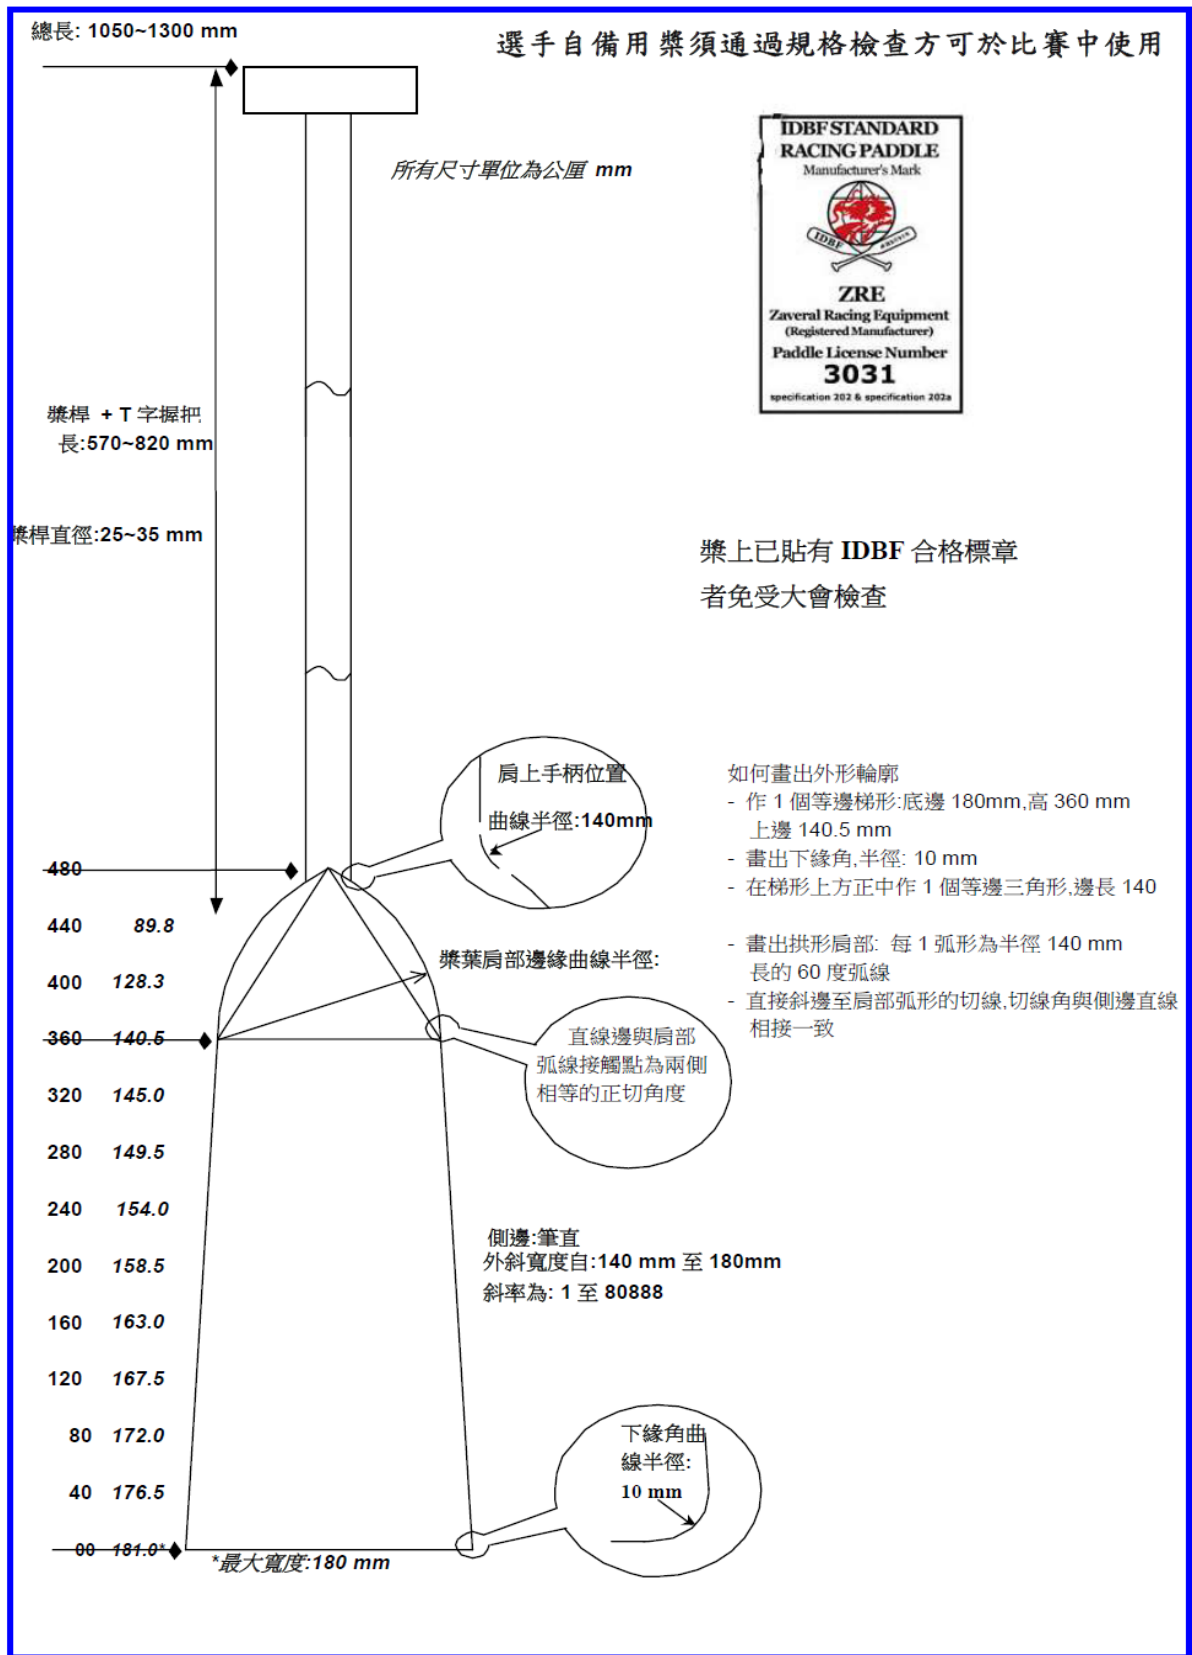 總長: 1050~1300 mm
選手自備用槳須通過規格檢查方可於比賽中使用
IDBF STANDARD
RACING PADDLE
Manufacturer's Mark
所有尺寸單位為公厘 mm
IDBF
ZRE
Zaveral Racing Equipment
(Registered Manufacturer)
Paddle License Number
3031
specification 202 & specification 202a
槳桿 + T 字握把
長:570~820 mm
槳桿直徑:25~35 mm
槳上已貼有 IDBF 合格標章
者免受大會檢查
肩上手柄位置
曲線半徑:140mm
如何畫出外形輪廓
- 作 1 個等邊梯形:底邊 180mm,高 360 mm
上邊 140.5 mm
- 畫出下緣角,半徑: 10 mm
- 在梯形上方正中作 1 個等邊三角形,邊長 140
- 畫出拱形肩部: 每 1 弧形為半徑 140 mm
長的 60 度弧線
- 直接斜邊至肩部弧形的切線,切線角與側邊直線
相接一致
480
440 89.8
槳葉肩部邊緣曲線半徑:
400 128.3
360 140.5
直線邊與肩部
弧線接觸點為兩側
相等的正切角度
320 145.0
280 149.5
240 154.0
側邊:筆直
外斜寬度自:140 mm 至 180mm
斜率為: 1 至 80888
200 158.5
160 163.0
120 167.5
80 172.0
40 176.5
下緣角曲
線半徑:
10 mm
00 181.0*
*最大寬度:180 mm